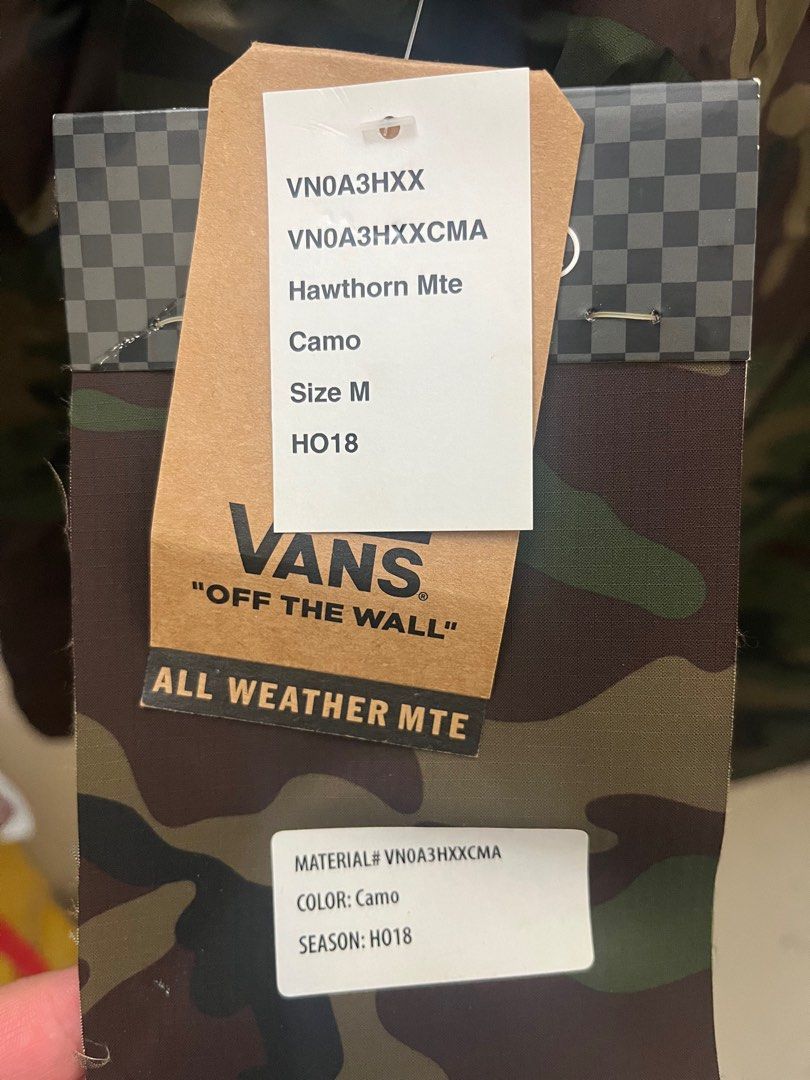 VN0A3HXX
VN0A3HXXCMA
Hawthorn Mte
Camo
Size M
HO18
VANS®
"OFF THE WALL"
ALL WEATHER MTE
MATERIAL# VN0A3HXXCMA
COLOR: Camo
SEASON: HO18